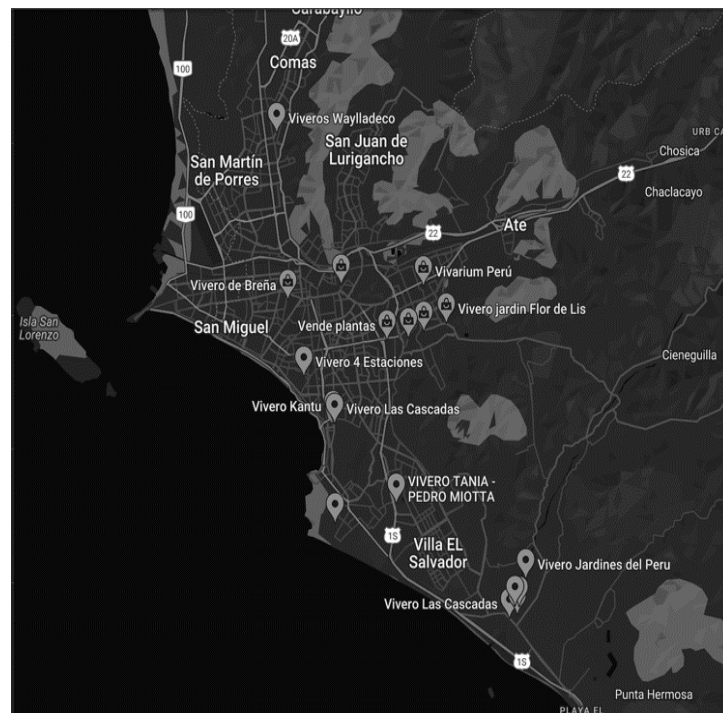 Carabayllo
20A
100
Comas
Viveros Waylladeco
San Juan de
Lurigancho
San Martín
de Porres
URB CA
Chosica
22
Chaclacayo
100
22
Ate
Vivarium Perú
Vivero de Breña
Vivero jardin Flor de Lis
Isla San
Lorenzo
San Miguel
Vende plantas
Vivero 4 Estaciones
Cieneguilla
Vivero Kantu
Vivero Las Cascadas
VIVERO TANIA -
PEDRO MIOTTA
1S
Villa EL
Salvador
Vivero Jardines del Peru
Vivero Las Cascadas
1S
Punta Hermosa
PLAYA EL